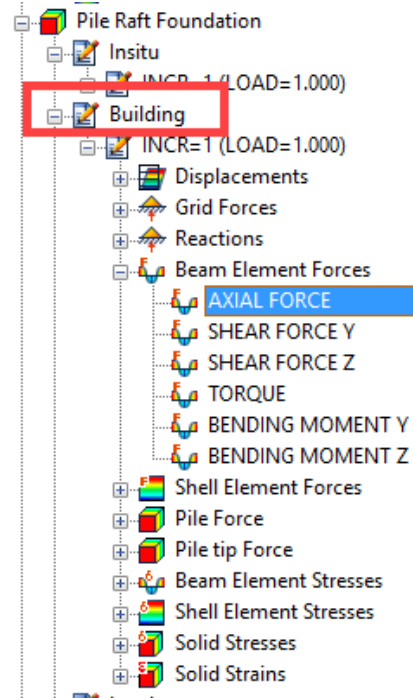 Pile Raft Foundation
Insitu
INCR=1 (LOAD=1.000)
Building
INCR=1 (LOAD=1.000)
Displacements
Grid Forces
Reactions
Beam Element Forces
AXIAL FORCE
SHEAR FORCE Y
SHEAR FORCE Z
TORQUE
BENDING MOMENT Y
BENDING MOMENT Z
Shell Element Forces
Pile Force
Pile tip Force
Beam Element Stresses
Shell Element Stresses
Solid Stresses
Solid Strains